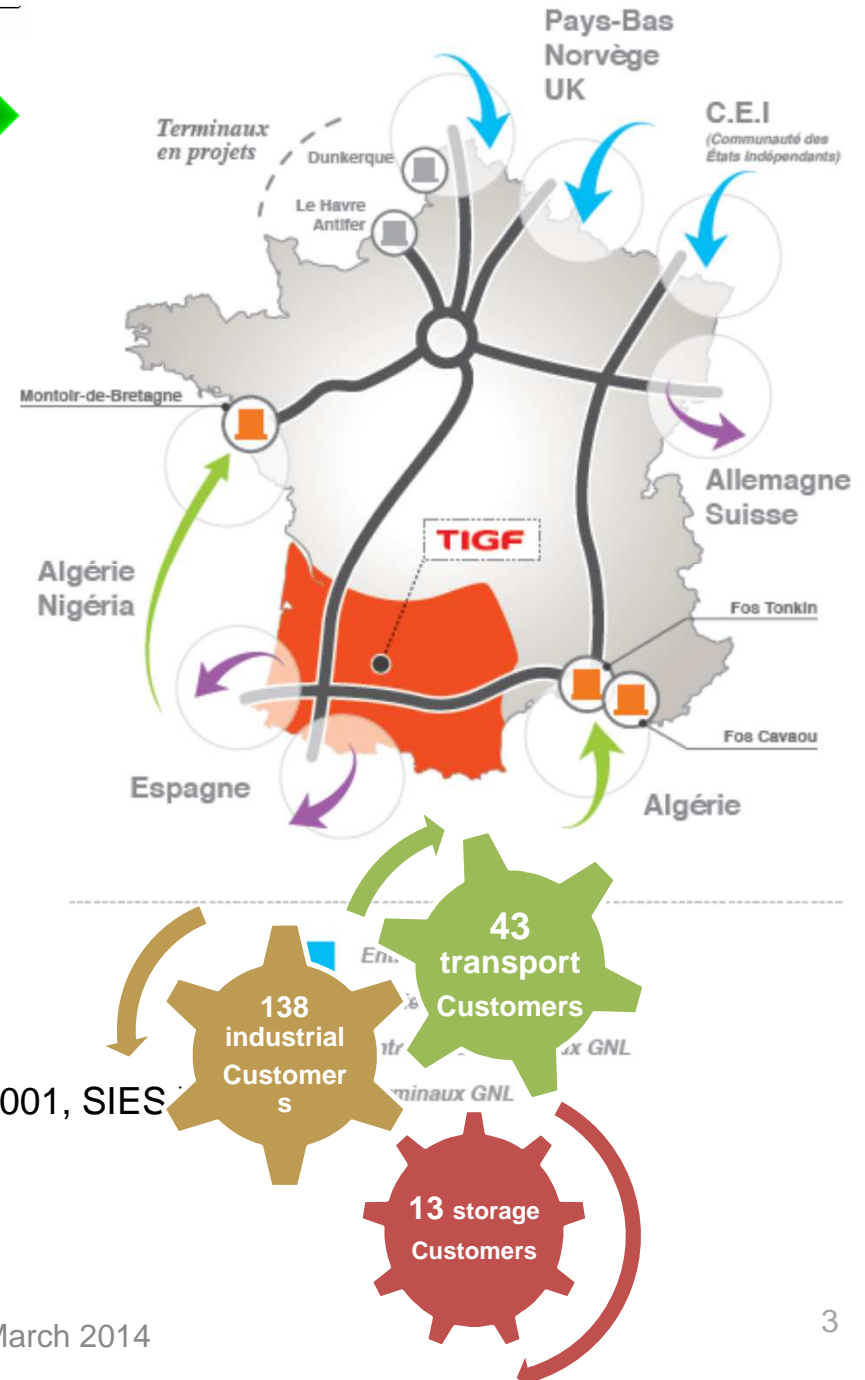 Pays-Bas
Norvège
UK
C.E.I
(Communauté des
États Indépendants)
Terminaux
en projets
Dunkerque
Le Havre
Antifer
Montoir-de-Bretagne
Allemagne
Suisse
TIGF
Algérie
Nigéria
Fos Tonkin
Fos Cavaou
Espagne
Algérie
43
transport
Customers
138
industrial
Customer
s
GNL
GNL
001, SIES
13 storage
Customers
March 2014
3